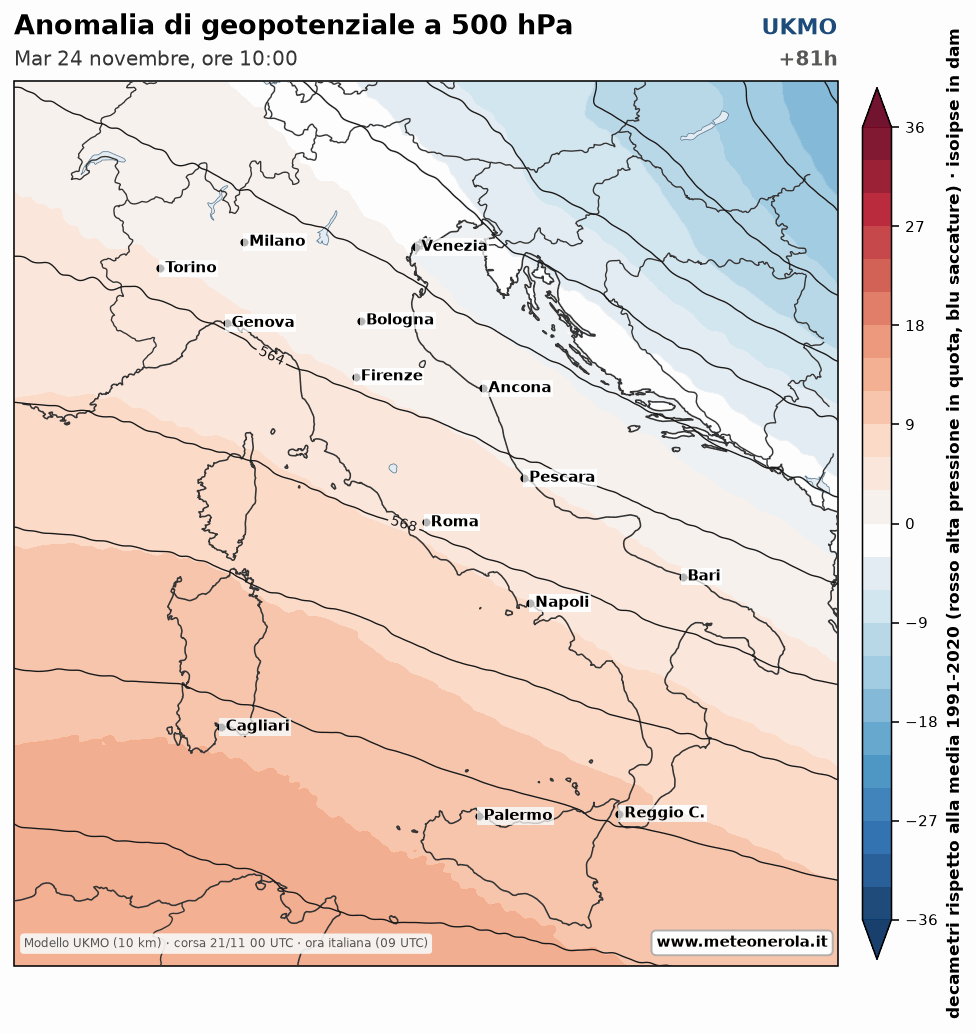 Anomalia di geopotenziale a 500 hPa
UKMO
Mar 24 novembre, ore 10:00
+81h
Milano
Venezia
Torino
Genova
Bologna
564
Firenze
Ancona
Pescara
568
Roma
Bari
Napoli
Cagliari
Palermo
Reggio C.
Modello UKMO (10 km) · corsa 21/11 00 UTC · ora italiana (09 UTC)
www.meteonerola.it
36
27
18
9
0
−9
−18
−27
−36
decametri rispetto alla media 1991-2020 (rosso alta pressione in quota, blu saccature) · isoipse in dam